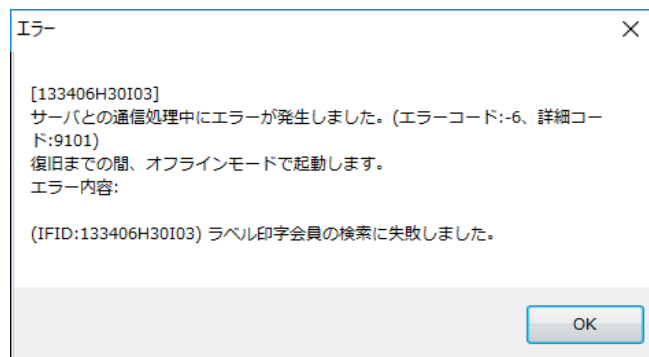 エラー
[133406H30I03]
サーバとの通信処理中にエラーが発生しました。(エラーコード:-6、詳細コー
ド:9101)
復旧までの間、オフラインモードで起動します。
エラー内容:
(IFID:133406H30I03) ラベル印字会員の検索に失敗しました。
OK